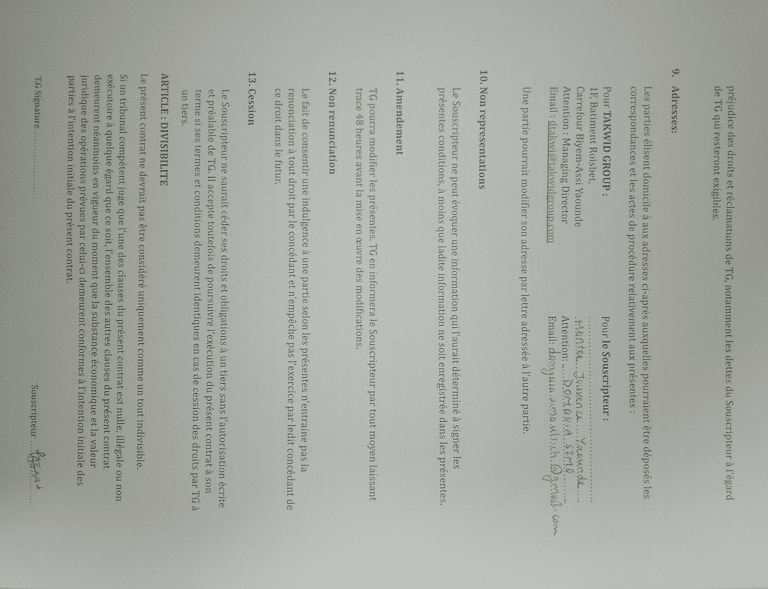 préjudice des droits et réclamations de TG, notamment les dettes du Souscripteur à l'égard
de TG qui resteront exigibles.
9. Adresses:
Les parties élisent domicile à aux adresses ci-après auxquelles pourraient être déposés les
correspondances et les actes de procédure relativement aux présentes :
Pour TAKVID GROUP :
1F, Batiment Roisbet,
Carrefour Biyem-Assi Yaounde
Attention : Managing Director
Email : dtakwi@takvidgroup.com
Pour le Souscripteur :
Yaounde
Attention: DONGUIA SIMO
Email:
Une partie pourrait modifier son adresse par lettre adressée à l'autre partie.
10. Non representations
Le Souscripteur ne peut évoquer une information qui l'aurait déterminé à signer les
présentes conditions, à moins que ladite information ne soit enregistrée dans les présentes.
11. Amendement
TG pourra modifier les présentes. TG en informera le Souscripteur par tout moyen laissant
trace 48 heures avant la mise en œuvre des modifications.
12. Non renunciation
Le fait de consentir une indulgence à une partie selon les présentes n'entraîne pas la
renonciation à tout droit par le concédant et n'empêche pas l'exercice par ledit concédant de
ce droit dans le futur.
13. Cession
Le Souscripteur ne saurait céder ses droits et obligations à un tiers sans l'autorisation écrite
et préalable de TG. Il accepte toutefois de poursuivre l'exécution du présent contrat à son
terme si ses termes et conditions demeurent identiques en cas de cession des droits par TG à
un tiers.
ARTICLE : DIVISIBILITE
Le présent contrat ne devrait pas être considéré uniquement comme un tout indivisible.
Si un tribunal compétent juge que l'une des clauses du présent contrat est nulle, illégale ou non
exécutoire à quelque égard que ce soit, l'ensemble des autres clauses du présent contrat
demeurent néanmoins en vigueur du moment que la substance économique et la valeur
juridique des opérations prévues par celui-ci demeurent conformes à l'intention initiale des
parties à l'intention initiale du présent contrat.
T.G Signature
Souscripteur